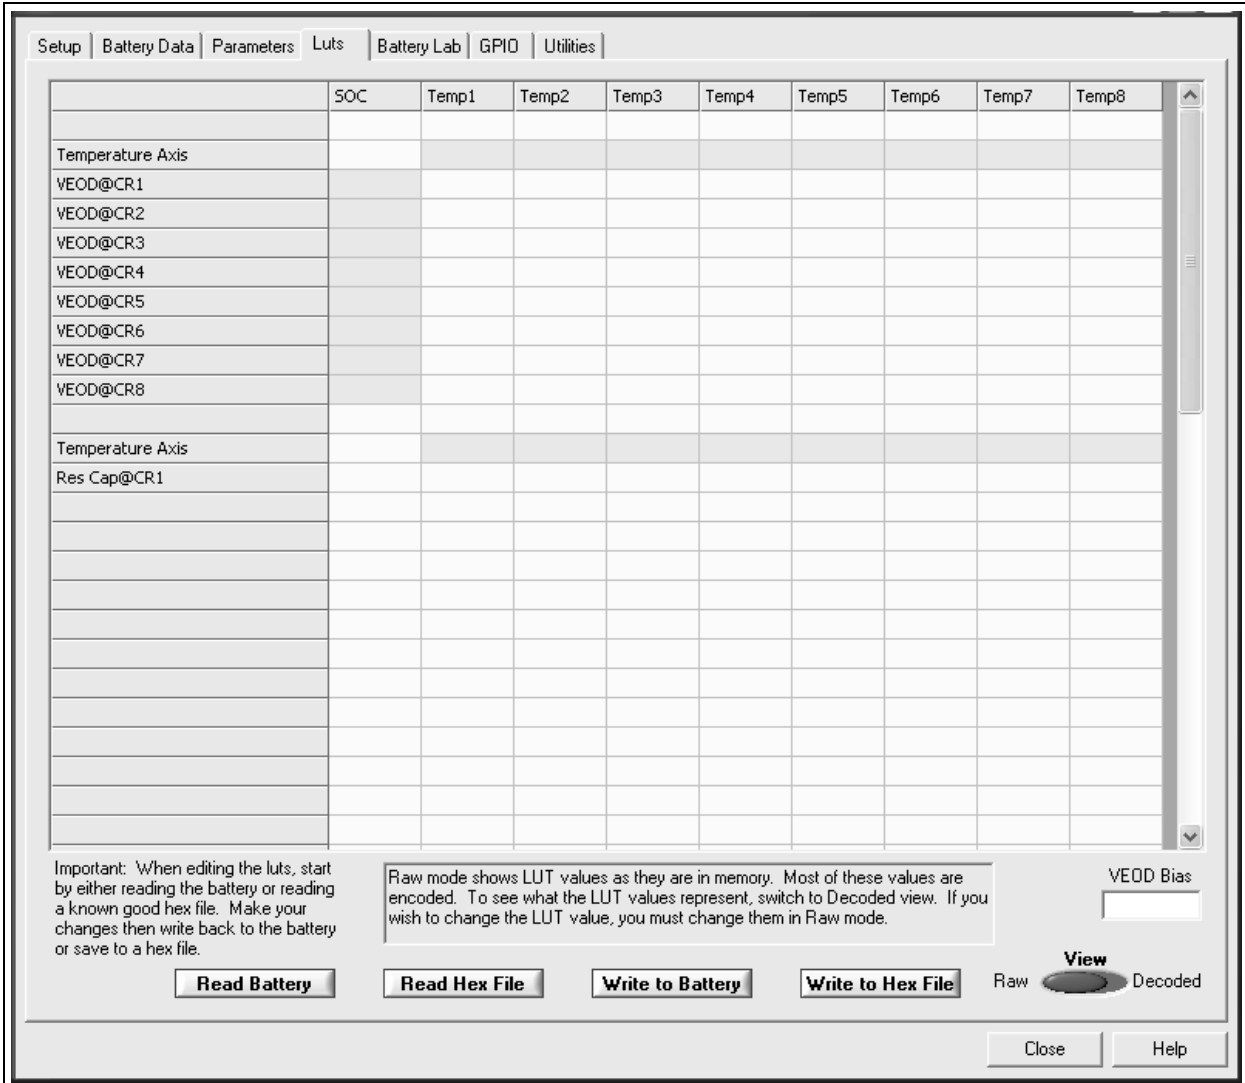 Setup Battery Data Parameters Luts Battery Lab GPIO Utilities
SOC Temp1 Temp2 Temp3 Temp4 Temp5 Temp6 Temp7 Temp8
Temperature Axis
VEOD@CR1
VEOD@CR2
VEOD@CR3
VEOD@CR4
VEOD@CR5
VEOD@CR6
VEOD@CR7
VEOD@CR8
Temperature Axis
Res Cap@CR1
Important: When editing the luts, start
by either reading the battery or reading
a known good hex file. Make your
changes then write back to the battery
or save to a hex file.
Raw mode shows LUT values as they are in memory. Most of these values are
encoded. To see what the LUT values represent, switch to Decoded view. If you
wish to change the LUT value, you must change them in Raw mode.
VEOD Bias
View
Read Battery Read Hex File Write to Battery Write to Hex File Raw Decoded
Close Help